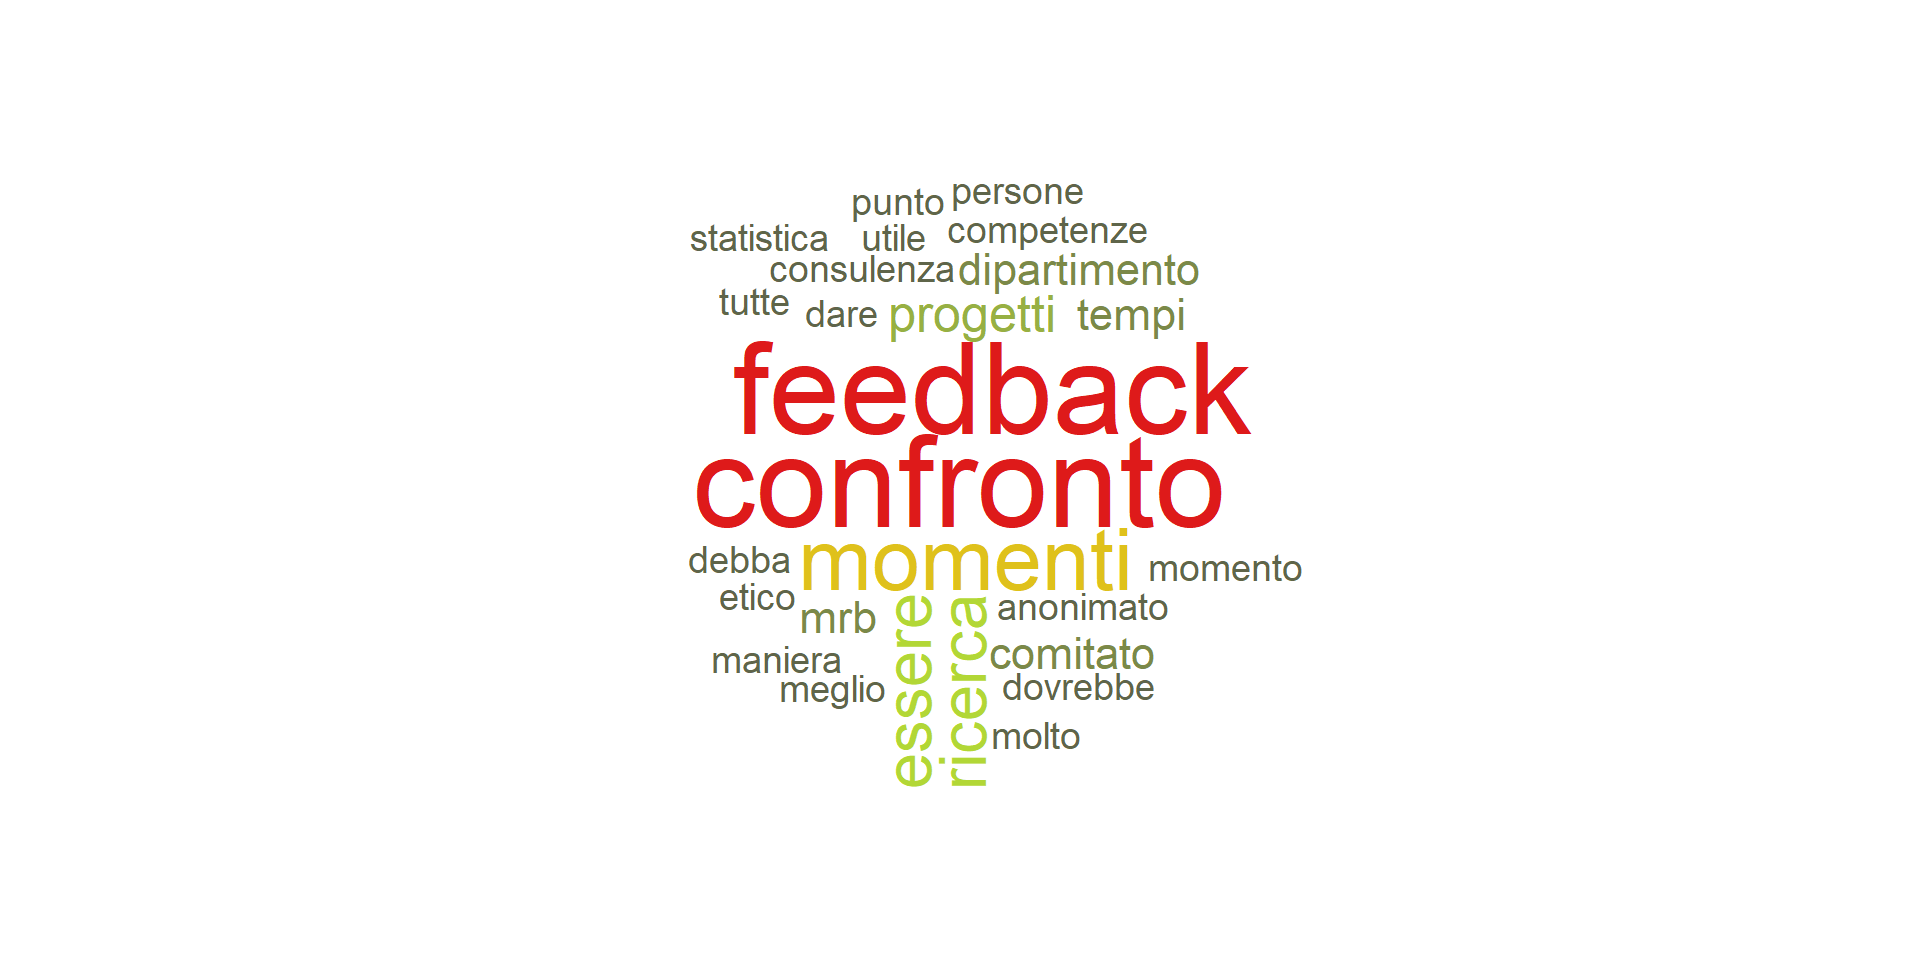 persone
punto
competenze
statistica utile
consulenza dipartimento
tutte dare progetti tempi
feedback
confronto
momenti
debba momento
etico anonimato
mrb
essere
ricerca
comitato
maniera
meglio dovrebbe
molto